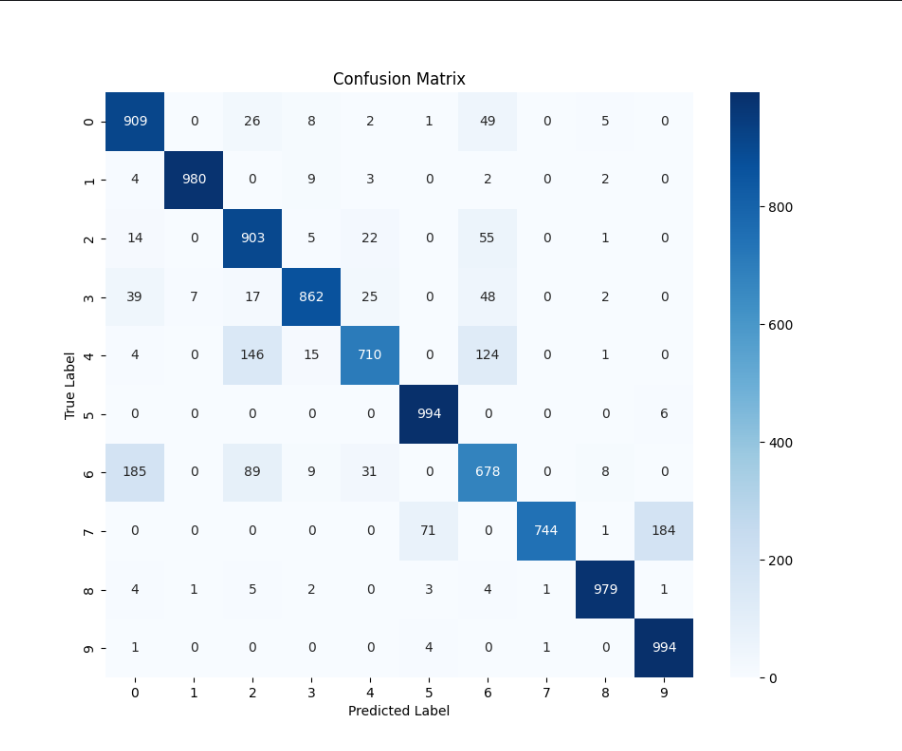 Confusion Matrix
0 909 0 26 8 2 1 49 0 5 0
1 4 980 0 9 3 0 2 0 2 0
2 14 0 903 5 22 0 55 0 1 0
3 39 7 17 862 25 0 48 0 2 0
4 4 0 146 15 710 0 124 0 1 0
5 0 0 0 0 0 994 0 0 0 6
6 185 0 89 9 31 0 678 0 8 0
7 0 0 0 0 0 71 0 744 1 184
8 4 1 5 2 0 3 4 1 979 1
9 1 0 0 0 0 4 0 1 0 994
0 1 2 3 4 5 6 7 8 9
Predicted Label
True Label
800
600
400
200
0